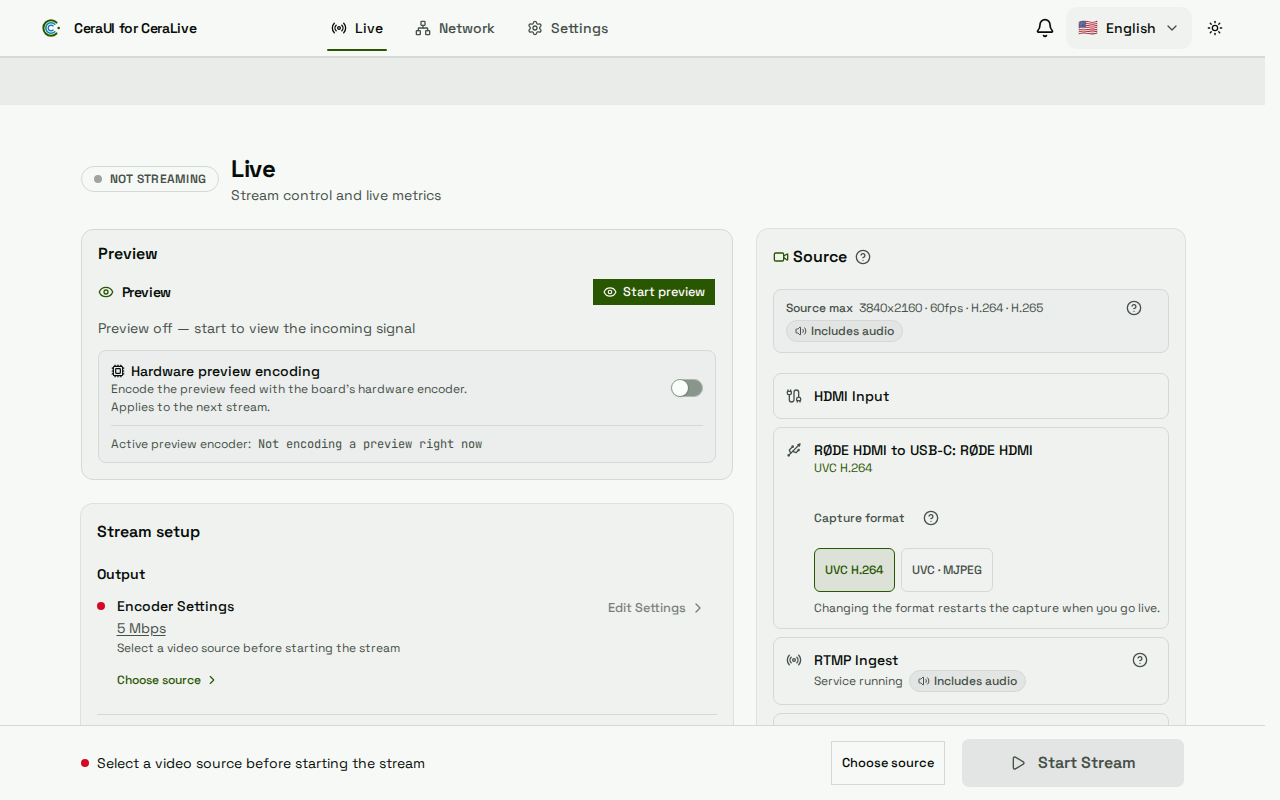 CeraUI for CeraLive
Live
Network
Settings
English
NOT STREAMING
Live
Stream control and live metrics
Preview
Preview
Start preview
Preview off — start to view the incoming signal
Hardware preview encoding
Encode the preview feed with the board's hardware encoder.
Applies to the next stream.
Active preview encoder: Not encoding a preview right now
Stream setup
Output
Encoder Settings
Edit Settings
5 Mbps
Select a video source before starting the stream
Choose source
Source
Source max 3840x2160 · 60fps · H.264 · H.265
Includes audio
HDMI Input
RØDE HDMI to USB-C: RØDE HDMI
UVC H.264
Capture format
UVC H.264
UVC · MJPEG
Changing the format restarts the capture when you go live.
RTMP Ingest
Service running
Includes audio
Select a video source before starting the stream
Choose source
Start Stream